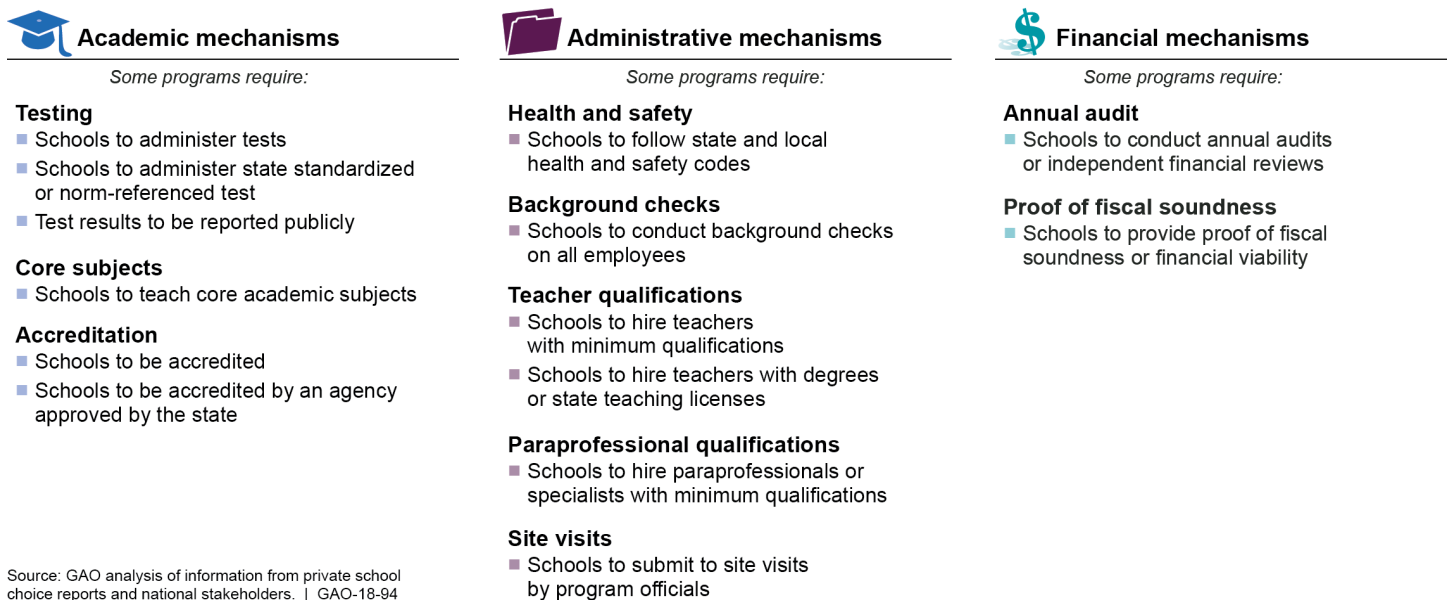 Academic mechanisms
Some programs require:
Testing
Schools to administer tests
Schools to administer state standardized
or norm-referenced test
Test results to be reported publicly
Core subjects
Schools to teach core academic subjects
Accreditation
Schools to be accredited
Schools to be accredited by an agency
approved by the state
Administrative mechanisms
Some programs require:
Health and safety
Schools to follow state and local
health and safety codes
Background checks
Schools to conduct background checks
on all employees
Teacher qualifications
Schools to hire teachers
with minimum qualifications
Schools to hire teachers with degrees
or state teaching licenses
Paraprofessional qualifications
Schools to hire paraprofessionals or
specialists with minimum qualifications
Site visits
Schools to submit to site visits
by program officials
$ Financial mechanisms
Some programs require:
Annual audit
Schools to conduct annual audits
or independent financial reviews
Proof of fiscal soundness
Schools to provide proof of fiscal
soundness or financial viability
Source: GAO analysis of information from private school
choice reports and national stakeholders. | GAO-18-94